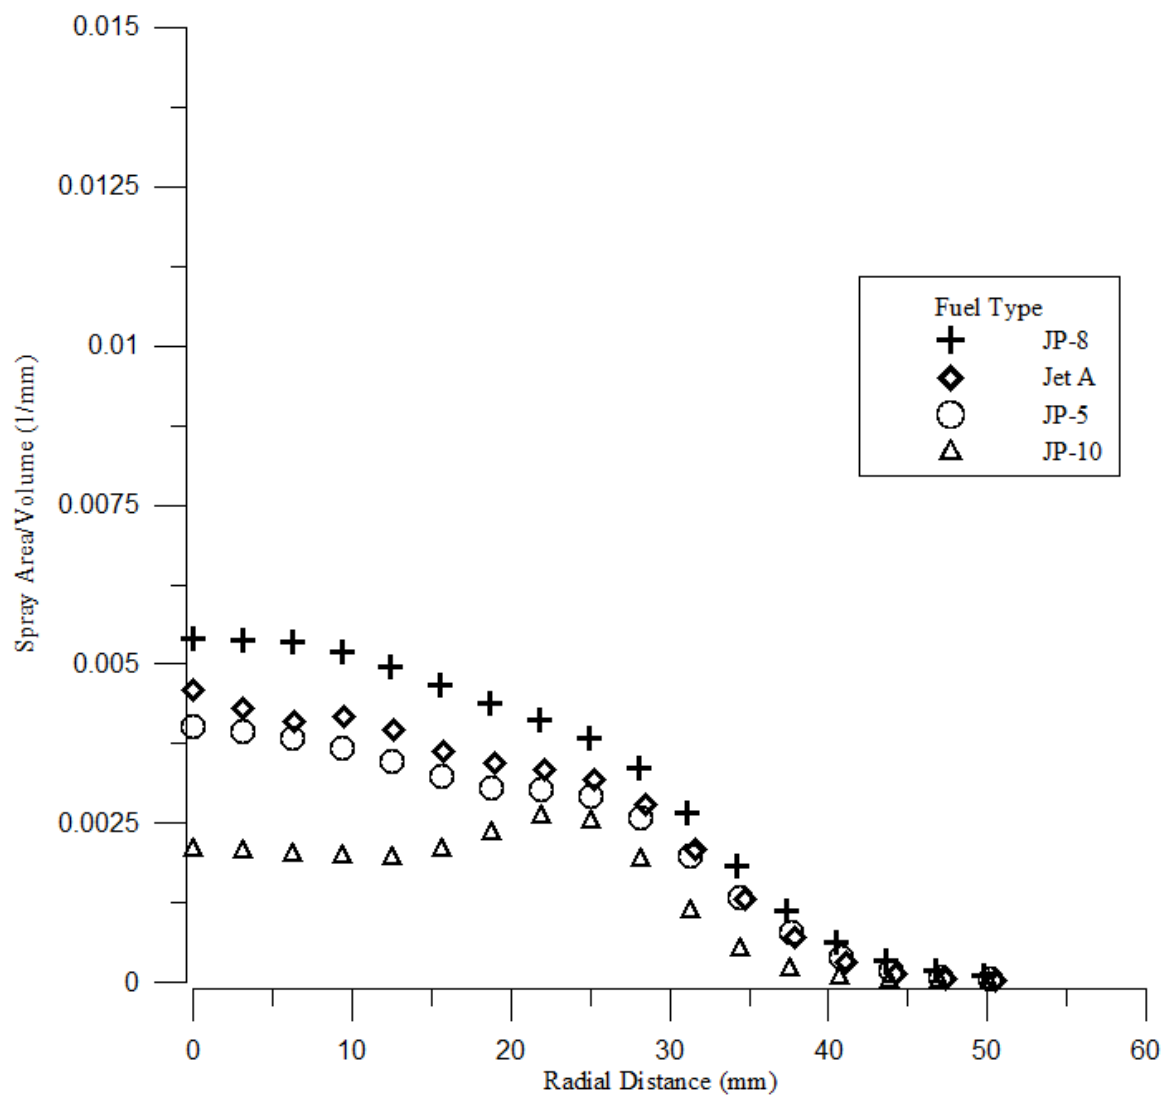 0.015
0.0125
0.01
0.0075
0.005
0.0025
0
Spray Area/Volume (1/mm)
Fuel Type
JP-8
Jet A
JP-5
JP-10
0 10 20 30 40 50 60
Radial Distance (mm)